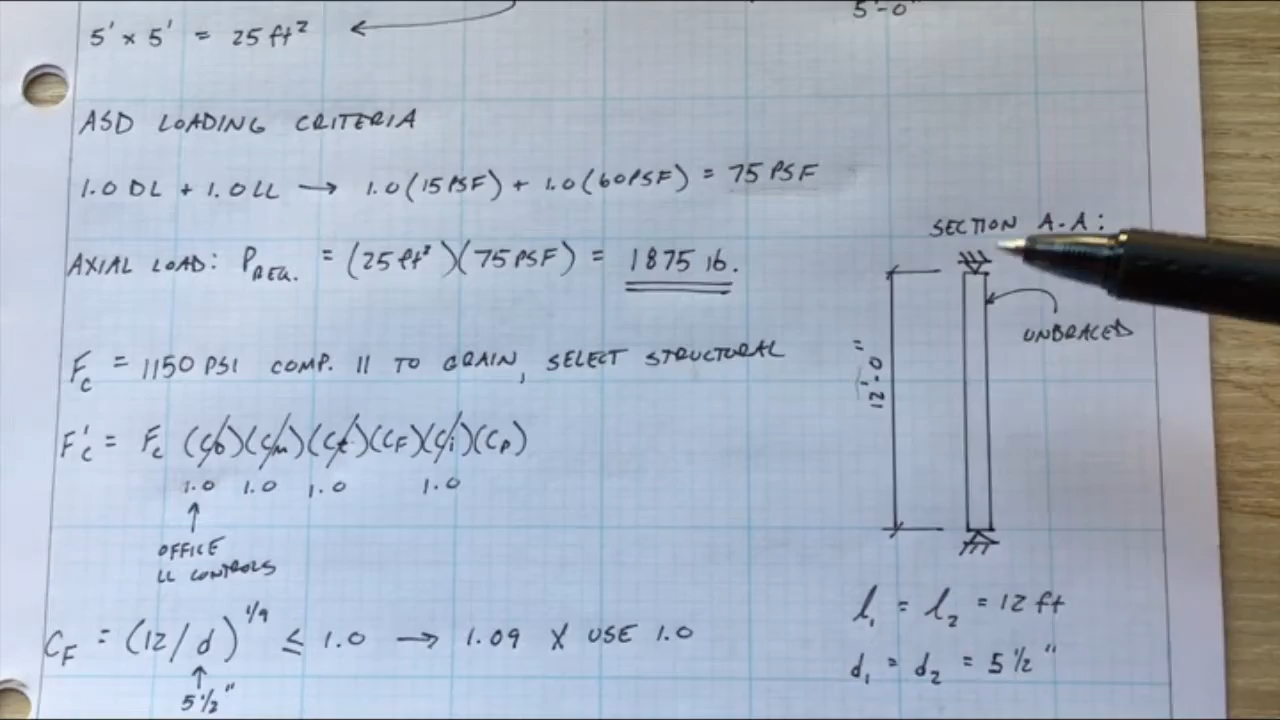 5'-0"
5' x 5' = 25 ft²
ASD LOADING CRITERIA
1.0 DL + 1.0 LL → 1.0 (15 PSF) + 1.0 (60 PSF) = 75 PSF
AXIAL LOAD: P REQ. = (25 ft²)(75 PSF) = 1875 lb.
SECTION A-A:
UNBRACED
12'-0"
Fc = 1150 PSI COMP. || TO GRAIN, SELECT STRUCTURAL
F'c = Fc (CD)(Cm)(Ct)(CF)(Ci)(Cp)
1.0 1.0 1.0 1.0
↑
OFFICE
LL CONTROLS
CF = (12/d)^1/9 ≤ 1.0 → 1.09 X USE 1.0
↑
5 1/2"
l1 = l2 = 12 ft
d1 = d2 = 5 1/2"